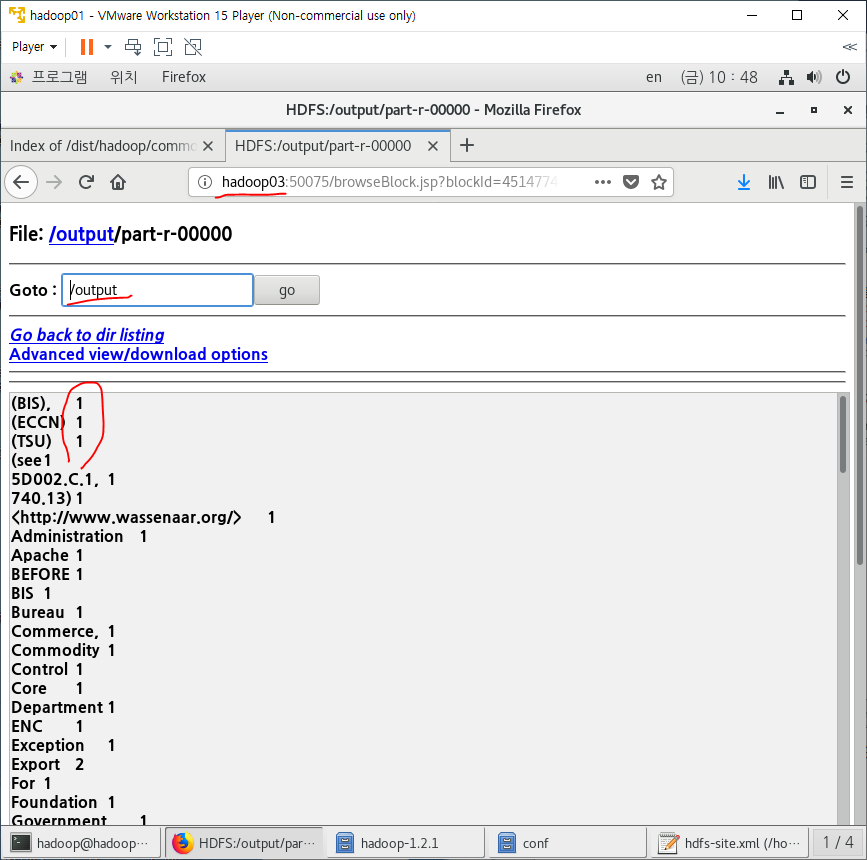 hadoop01 - VMware Workstation 15 Player (Non-commercial use only)
Player
프로그램 위치 Firefox en (금) 10 : 48
HDFS:/output/part-r-00000 - Mozilla Firefox
Index of /dist/hadoop/commo
HDFS:/output/part-r-00000
hadoop03:50075/browseBlock.jsp?blockId=4514774
File: /output/part-r-00000
Goto : /output go
Go back to dir listing
Advanced view/download options
(BIS), 1
(ECCN) 1
(TSU) 1
(see 1
5D002.C.1, 1
740.13) 1
<http://www.wassenaar.org/> 1
Administration 1
Apache 1
BEFORE 1
BIS 1
Bureau 1
Commerce, 1
Commodity 1
Control 1
Core 1
Department 1
ENC 1
Exception 1
Export 2
For 1
Foundation 1
Government 1
hadoop@hadoop… HDFS:/output/par… hadoop-1.2.1 conf hdfs-site.xml (/ho… 1 / 4